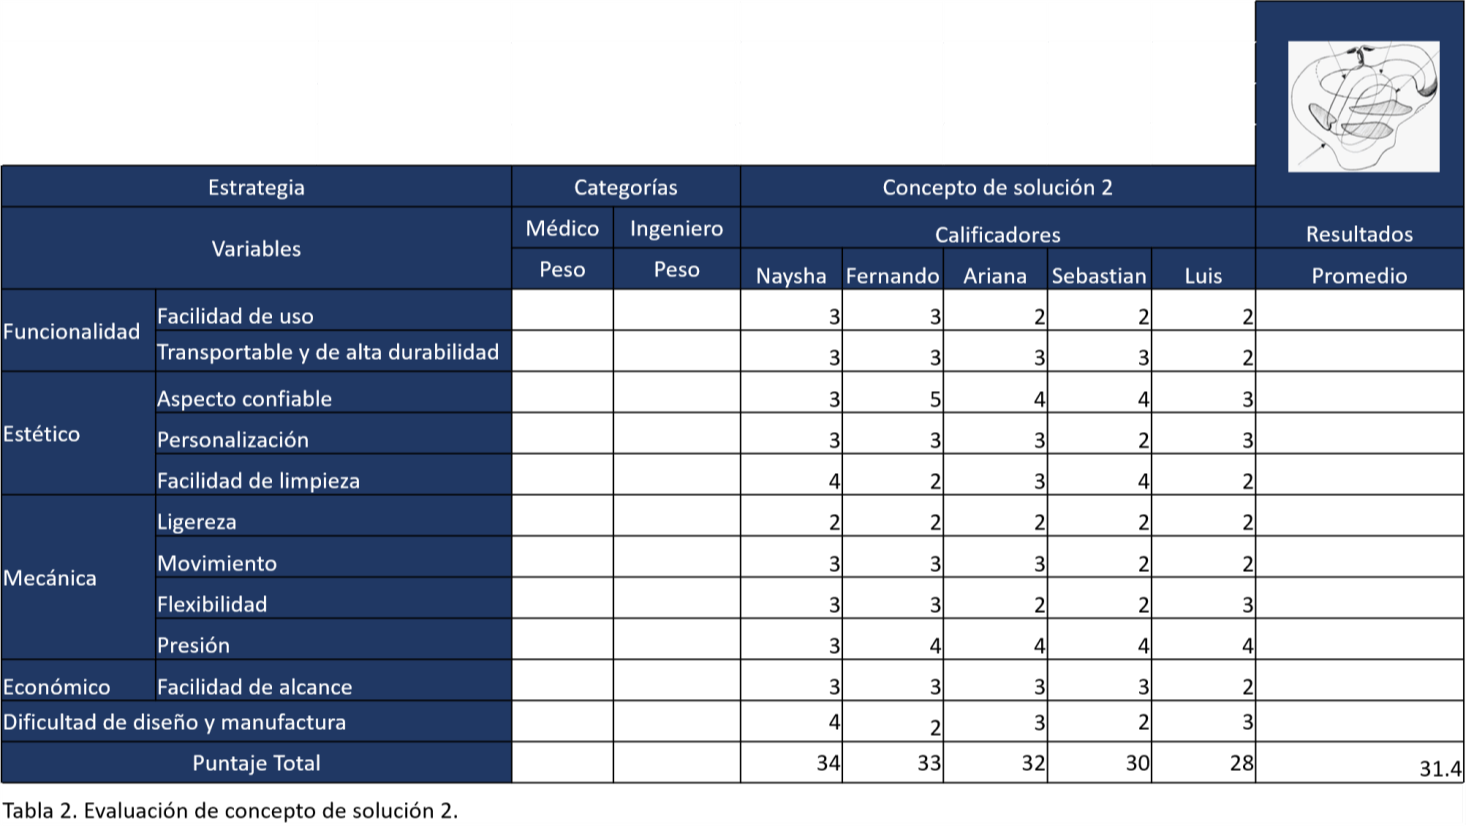 Estrategia Categorías Concepto de solución 2
Variables Médico Ingeniero Calificadores Resultados
Peso Peso Naysha Fernando Ariana Sebastian Luis Promedio
Funcionalidad Facilidad de uso 3 3 2 2 2
Transportable y de alta durabilidad 3 3 3 3 2
Estético Aspecto confiable 3 5 4 4 3
Personalización 3 3 3 2 3
Facilidad de limpieza 4 2 3 4 2
Mecánica Ligereza 2 2 2 2 2
Movimiento 3 3 3 2 2
Flexibilidad 3 3 2 2 3
Presión 3 4 4 4 4
Económico Facilidad de alcance 3 3 3 3 2
Dificultad de diseño y manufactura 4 2 3 2 3
Puntaje Total 34 33 32 30 28 31.4
Tabla 2. Evaluación de concepto de solución 2.